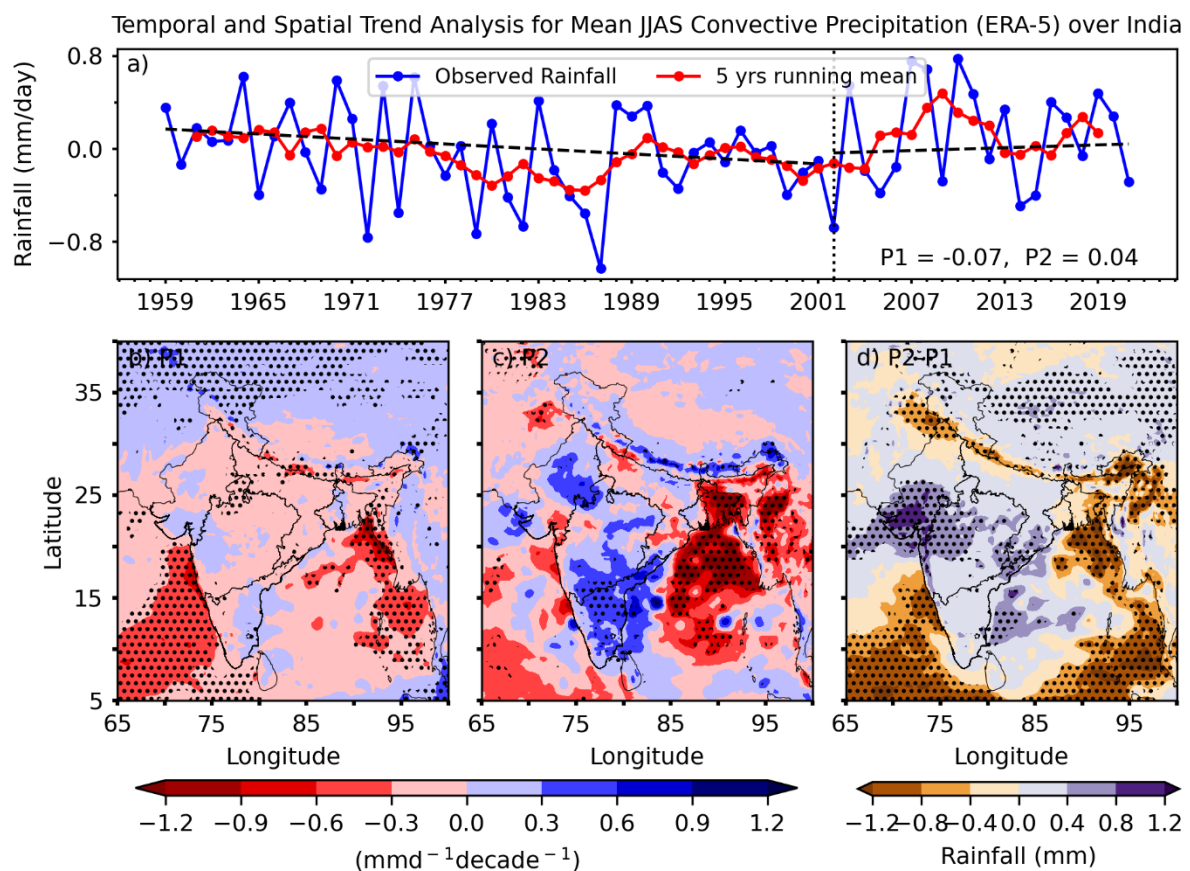 Temporal and Spatial Trend Analysis for Mean JJAS Convective Precipitation (ERA-5) over India
a)
Observed Rainfall
5 yrs running mean
Rainfall (mm/day)
0.8
0.0
−0.8
P1 = -0.07, P2 = 0.04
1959 1965 1971 1977 1983 1989 1995 2001 2007 2013 2019
b) P1
c) P2
d) P2-P1
Latitude
35
25
15
5
65 75 85 95
65 75 85 95
65 75 85 95
Longitude
Longitude
Longitude
−1.2 −0.9 −0.6 −0.3 0.0 0.3 0.6 0.9 1.2
(mmd⁻¹decade⁻¹)
−1.2 −0.8 −0.4 0.0 0.4 0.8 1.2
Rainfall (mm)